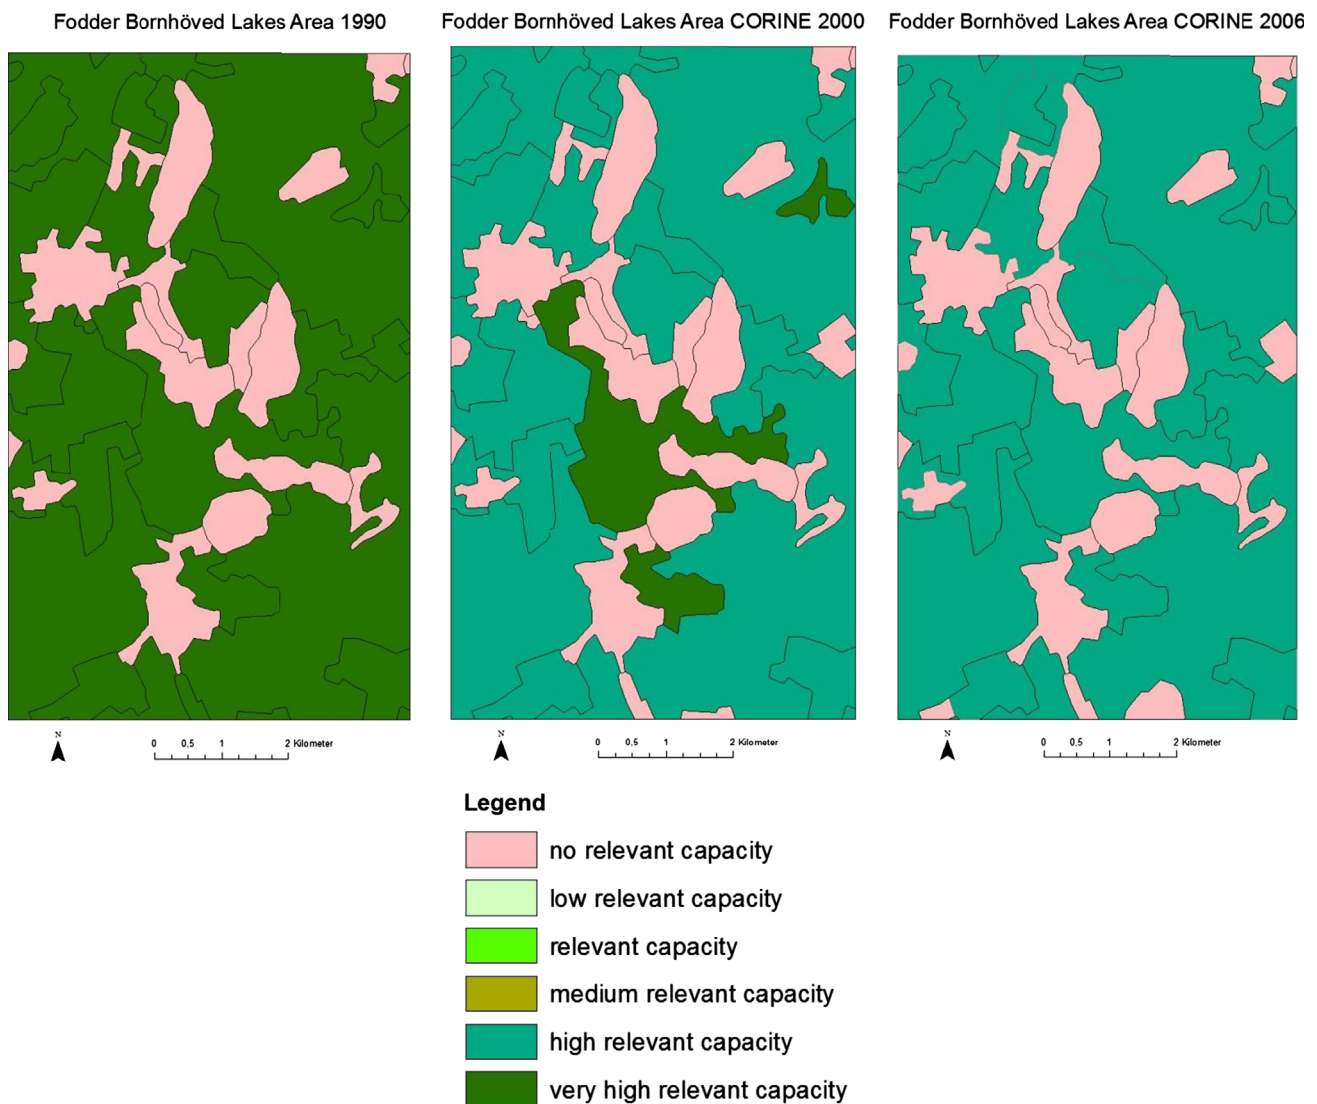 Fodder Bornhöved Lakes Area 1990
Fodder Bornhöved Lakes Area CORINE 2000
Fodder Bornhöved Lakes Area CORINE 2006
N
0 0,5 1 2 Kilometer
N
0 0,5 1 2 Kilometer
N
0 0,5 1 2 Kilometer
Legend
no relevant capacity
low relevant capacity
relevant capacity
medium relevant capacity
high relevant capacity
very high relevant capacity